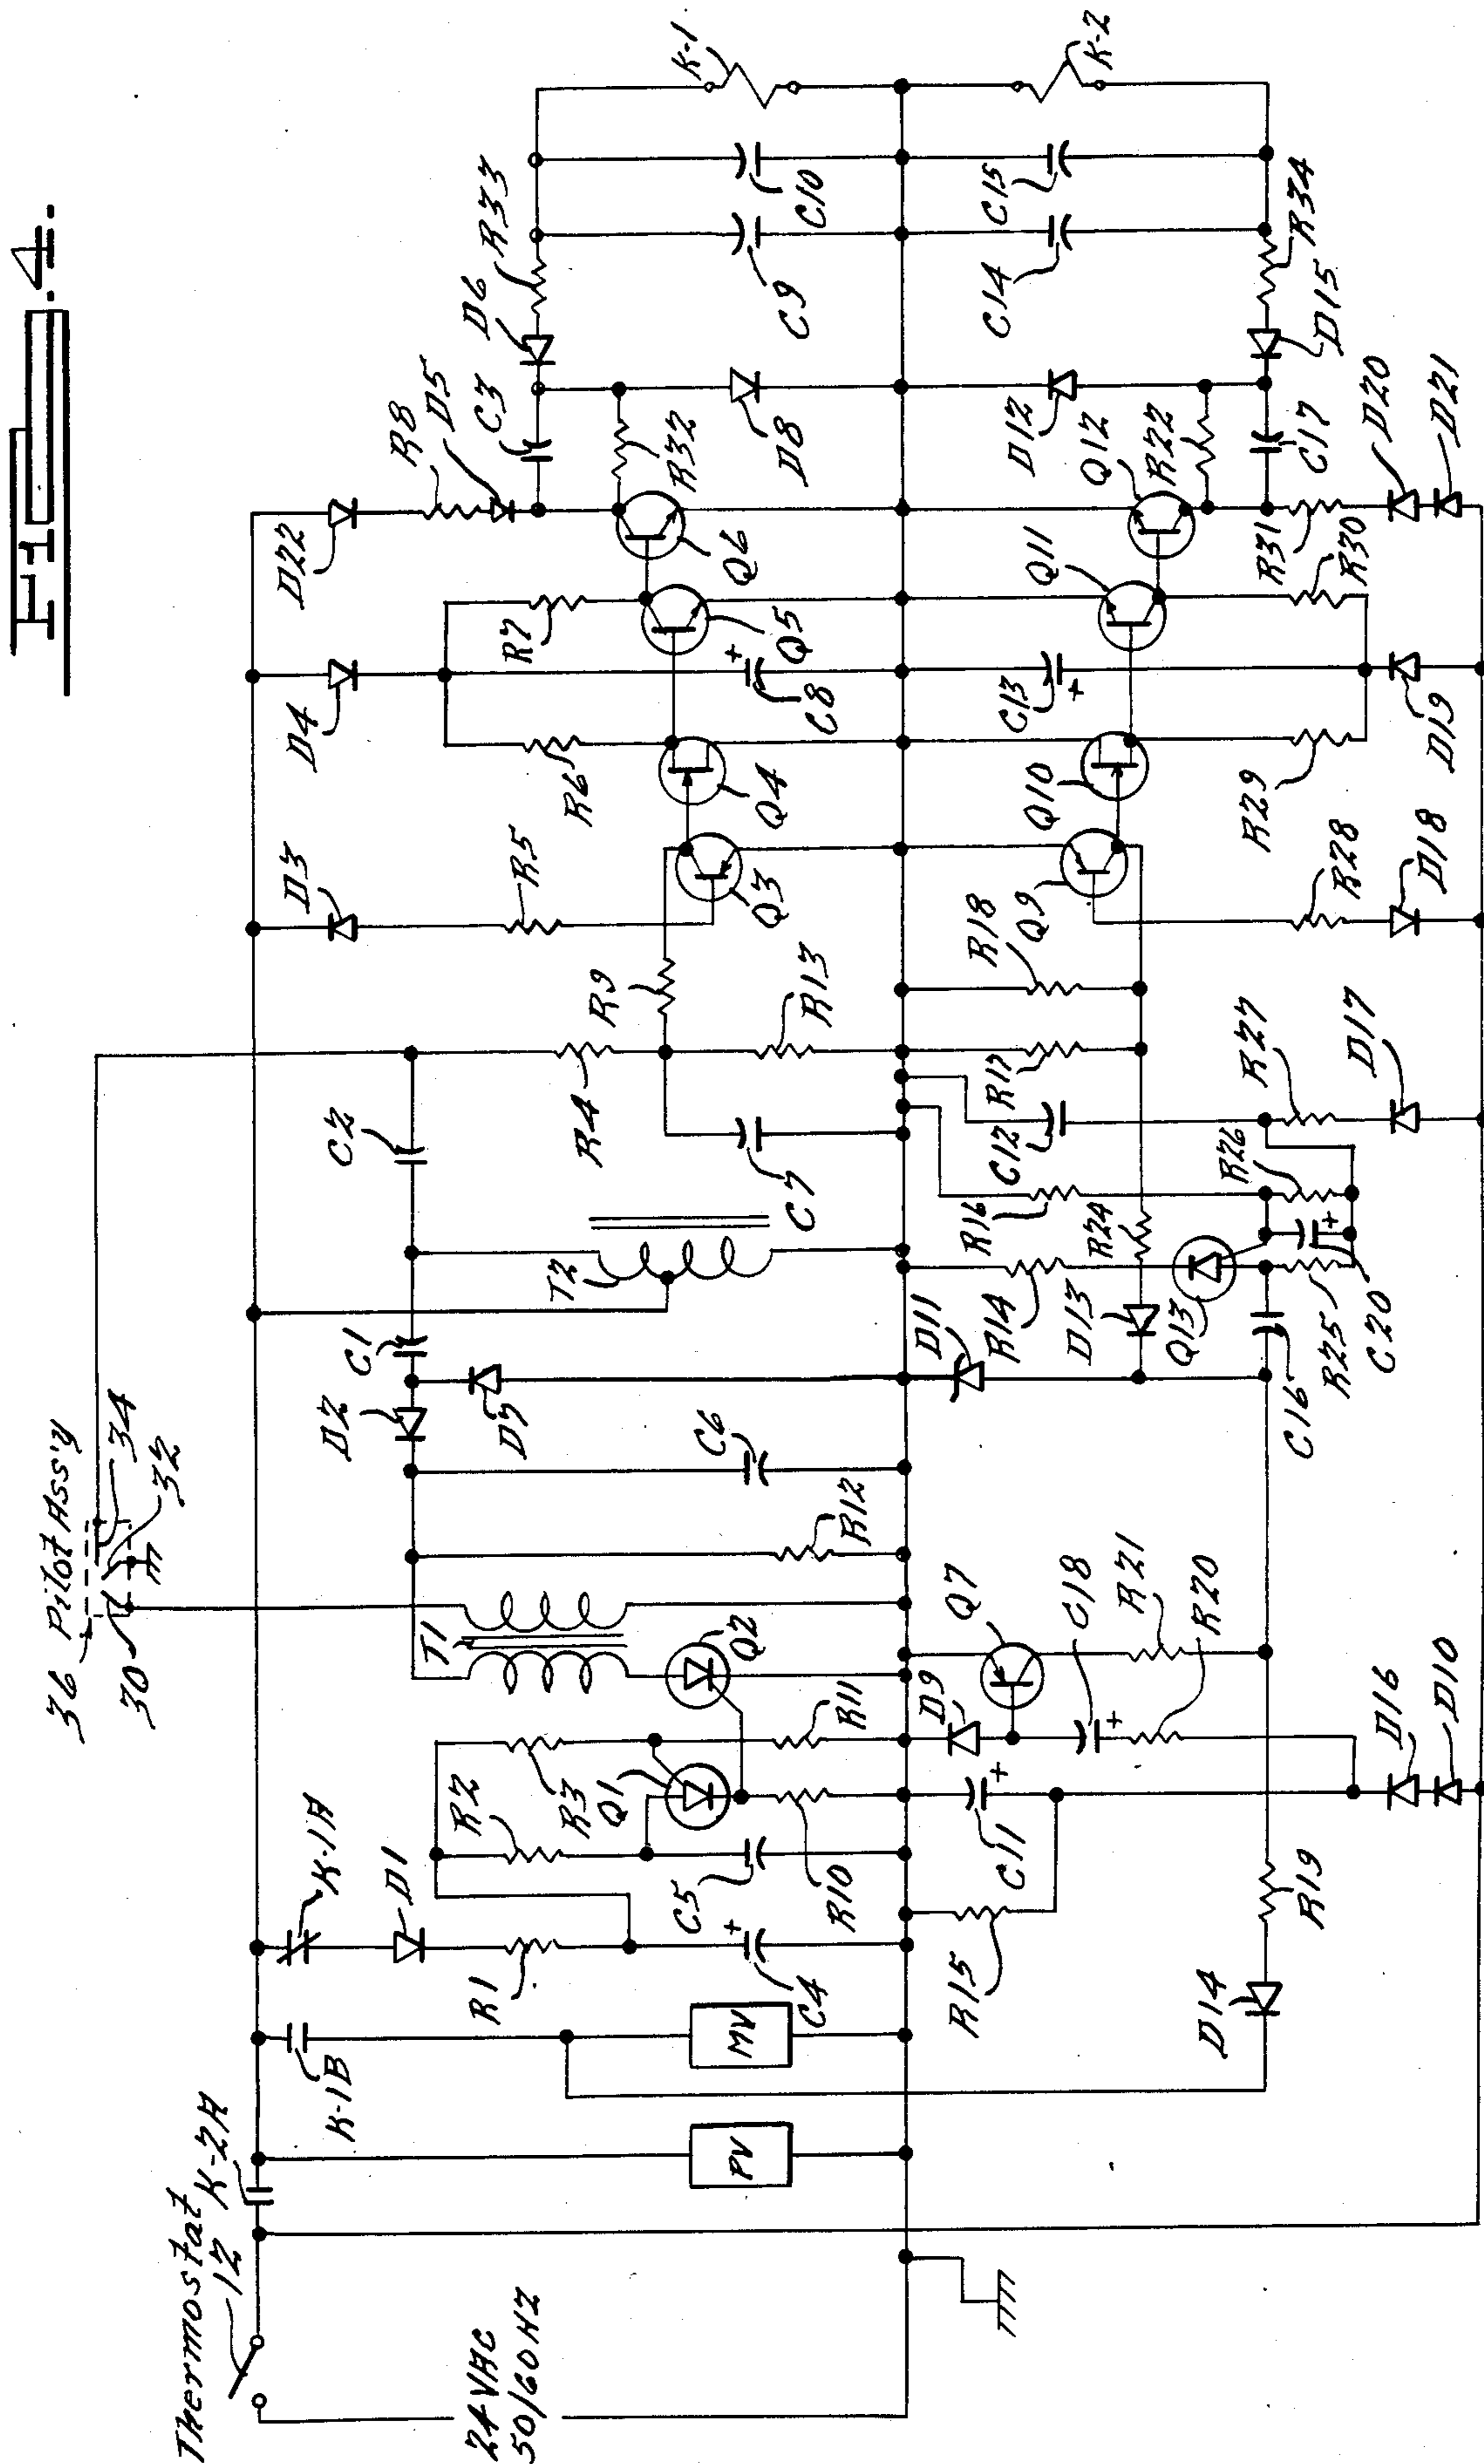 Fig-4.
36 Pilot Ass'y
34
32
30
Thermostat
12
K-2A
24VAC
50/60HZ
PV
K-1B
MV
K-1A
D1
R1
C4
R2
C5
R3
Q1
R10
R11
T1
Q2
R12
C6
D2
D7
C1
T2
C2
R4
C7
R9
R13
D3
R5
Q3
D4
R6
Q4
C8
+
R7
Q5
D22
R8
D5
C3
Q6
R32
D6
D8
R33
C9
C10
K-1
K-2
C15
C14
R34
D15
D12
Q12
R22
C17
D20
D21
R31
R30
Q11
C13
+
D19
Q10
R29
Q9
R28
D18
R18
R17
C12
R27
D17
R16
R24
R26
R14
D13
Q13
C20
+
R25
D11
C16
Q7
C18
+
R21
R20
D9
D16
D10
C11
+
R15
R19
D14
+